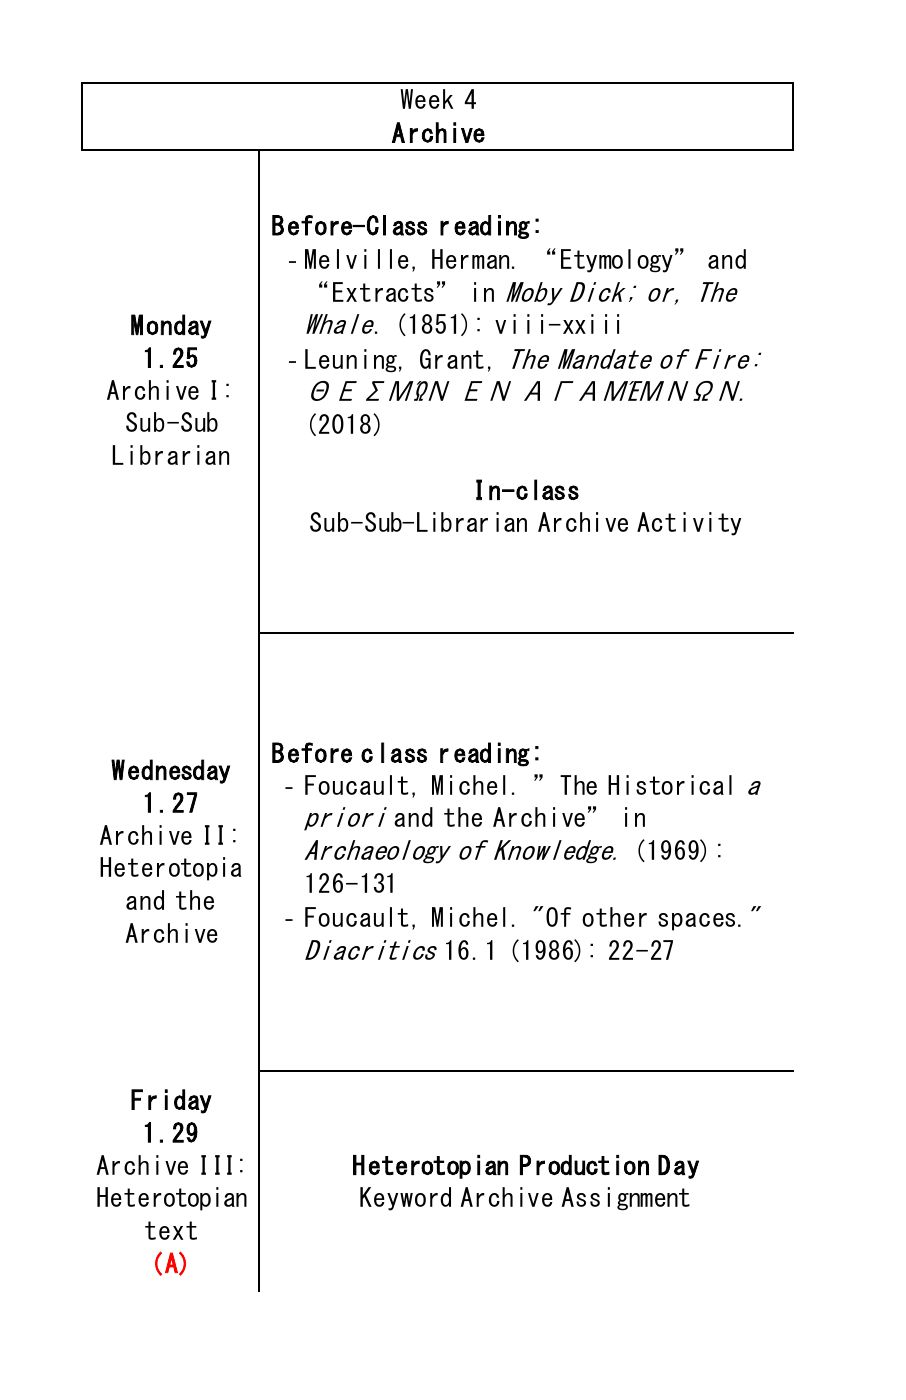 Week 4
Archive
Monday
1.25
Archive I:
Sub-Sub
Librarian
Before-Class reading:
- Melville, Herman. “Etymology” and
“Extracts” in Moby Dick; or, The
Whale. (1851): viii-xxiii
- Leuning, Grant, The Mandate of Fire:
Θ Ε Σ ΜΏΝ Ε Ν Α Γ Α ΜΈΜ Ν Ω Ν.
(2018)
In-class
Sub-Sub-Librarian Archive Activity
Wednesday
1.27
Archive II:
Heterotopia
and the
Archive
Before class reading:
- Foucault, Michel. ” The Historical a
priori and the Archive” in
Archaeology of Knowledge. (1969):
126-131
- Foucault, Michel. "Of other spaces."
Diacritics 16.1 (1986): 22-27
Friday
1.29
Archive III:
Heterotopian
text
(A)
Heterotopian Production Day
Keyword Archive Assignment